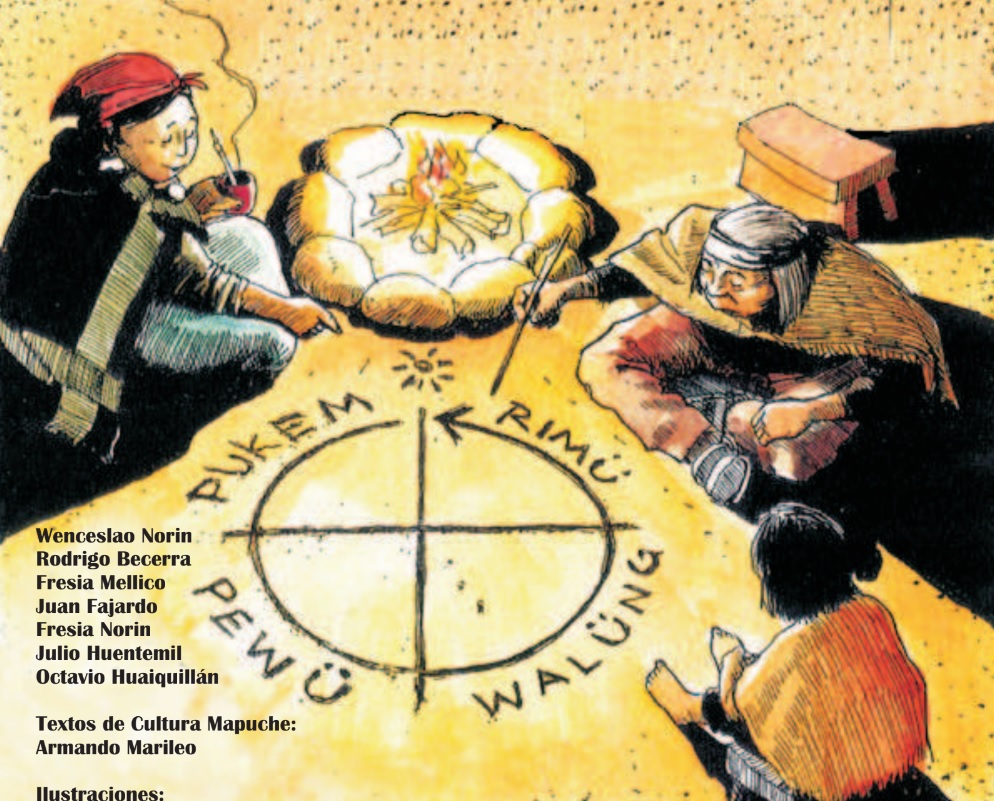 PUKEM
RIMÜ
PEWÜ
WALÜNG
Wenceslao Norin
Rodrigo Becerra
Fresia Mellico
Juan Fajardo
Fresia Norin
Julio Huentemil
Octavio Huaiquillán
Textos de Cultura Mapuche:
Armando Marileo
Ilustraciones: